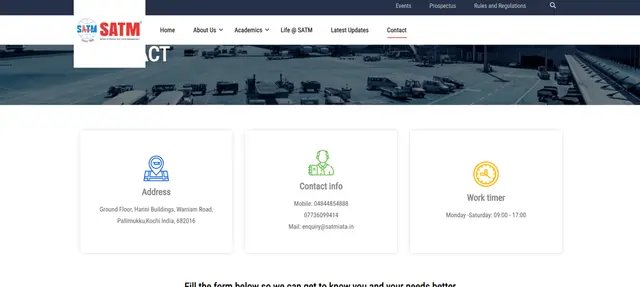 Events Prospectus Rules and Regulations
SATM SATM
Home About Us Academics Life @ SATM Latest Updates Contact
ACT
Address
Ground Floor, Harini Buildings, Warriam Road,
Pallimukku,Kochi India, 682016
Contact info
Mobile: 04844854888
07736099414
Mail: enquiry@satmiata.in
Work timer
Monday -Saturday: 09:00 - 17:00
Fill the form below so we can get to know you and your needs better